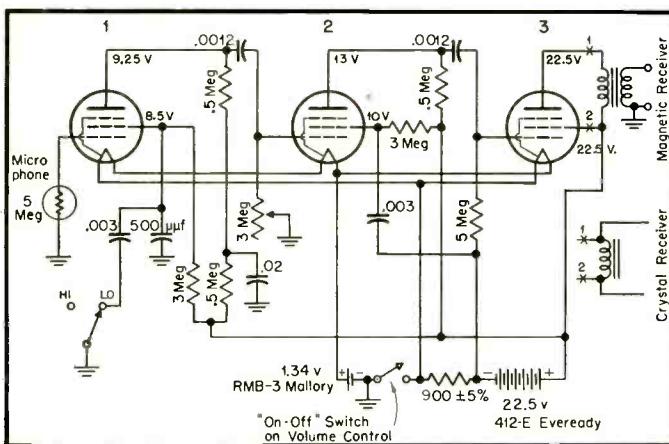 1
2
3
.0012
.0012
1
9.25 V
13 V
22.5V
.5 Meg
.5 Meg
8.5V
10V
3 Meg
2
22.5 V.
Magnetic Receiver
Micro
phone
5
Meg
.003
500 µµf
3 Meg
.003
5 Meg
1
2
Crystal Receiver
HI
LO
3 Meg
.5 Meg
.02
1.34 v
RMB-3 Mallory
+
-
-
+
900 ±5%
22.5 v
412-E Eveready
"On-Off" Switch
on Volume Control